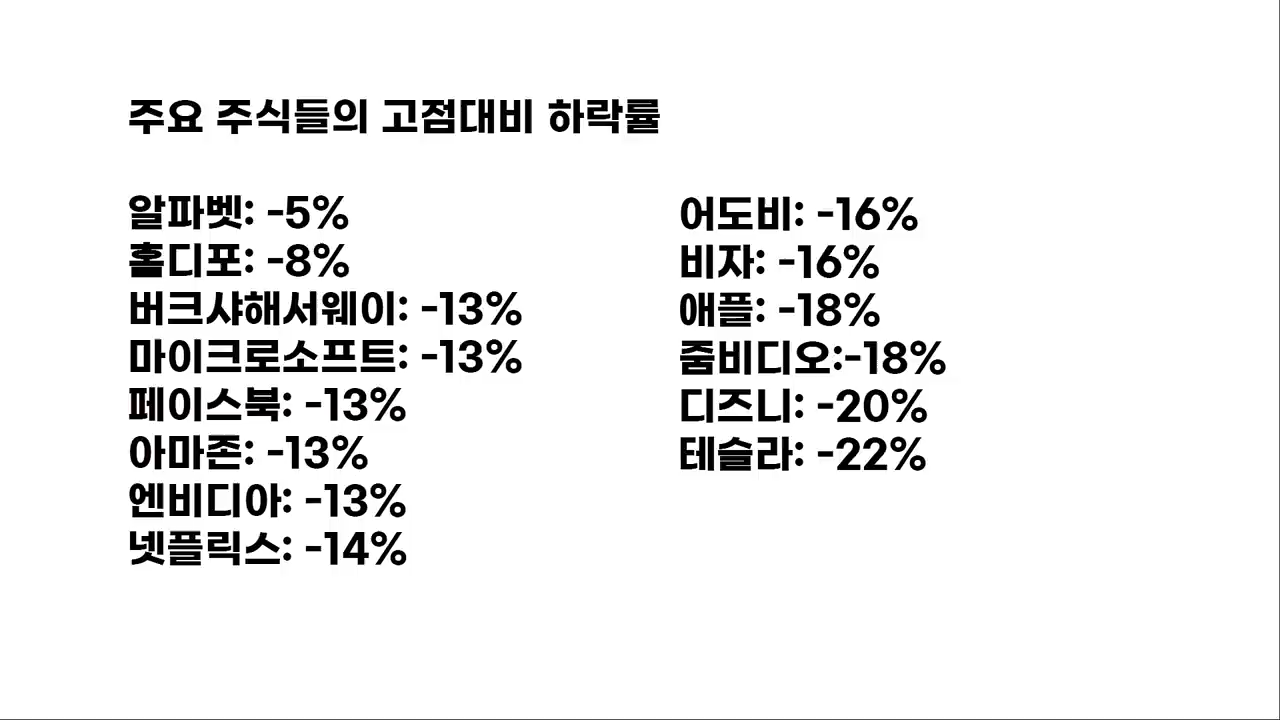 주요 주식들의 고점대비 하락률
알파벳: -5%
홈디포: -8%
버크샤해서웨이: -13%
마이크로소프트: -13%
페이스북: -13%
아마존: -13%
엔비디아: -13%
넷플릭스: -14%
어도비: -16%
비자: -16%
애플: -18%
줌비디오:-18%
디즈니: -20%
테슬라: -22%